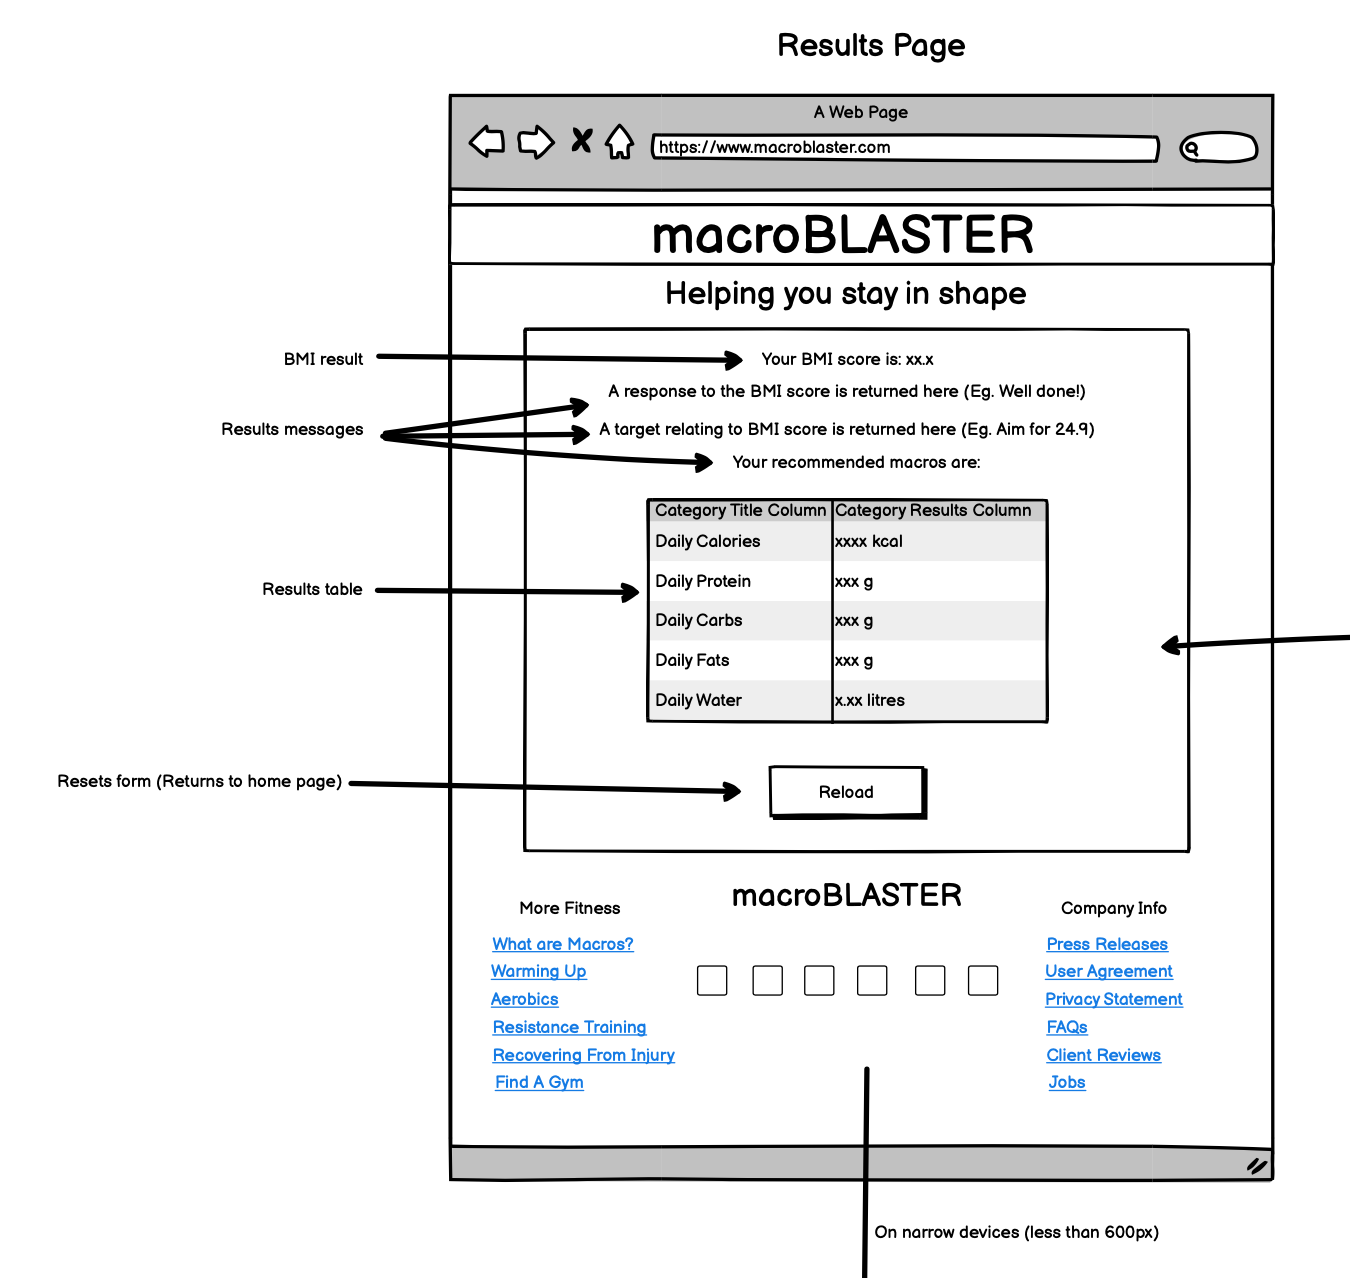 Results Page
A Web Page
https://www.macroblaster.com
macroBLASTER
Helping you stay in shape
BMI result
Your BMI score is: xx.x
A response to the BMI score is returned here (Eg. Well done!)
Results messages
A target relating to BMI score is returned here (Eg. Aim for 24.9)
Your recommended macros are:
Category Title Column Category Results Column
Daily Calories xxxx kcal
Daily Protein xxx g
Results table
Daily Carbs xxx g
Daily Fats xxx g
Daily Water x.xx litres
Resets form (Returns to home page)
Reload
macroBLASTER
More Fitness
What are Macros?
Warming Up
Aerobics
Resistance Training
Recovering From Injury
Find A Gym
Company Info
Press Releases
User Agreement
Privacy Statement
FAQs
Client Reviews
Jobs
On narrow devices (less than 600px)